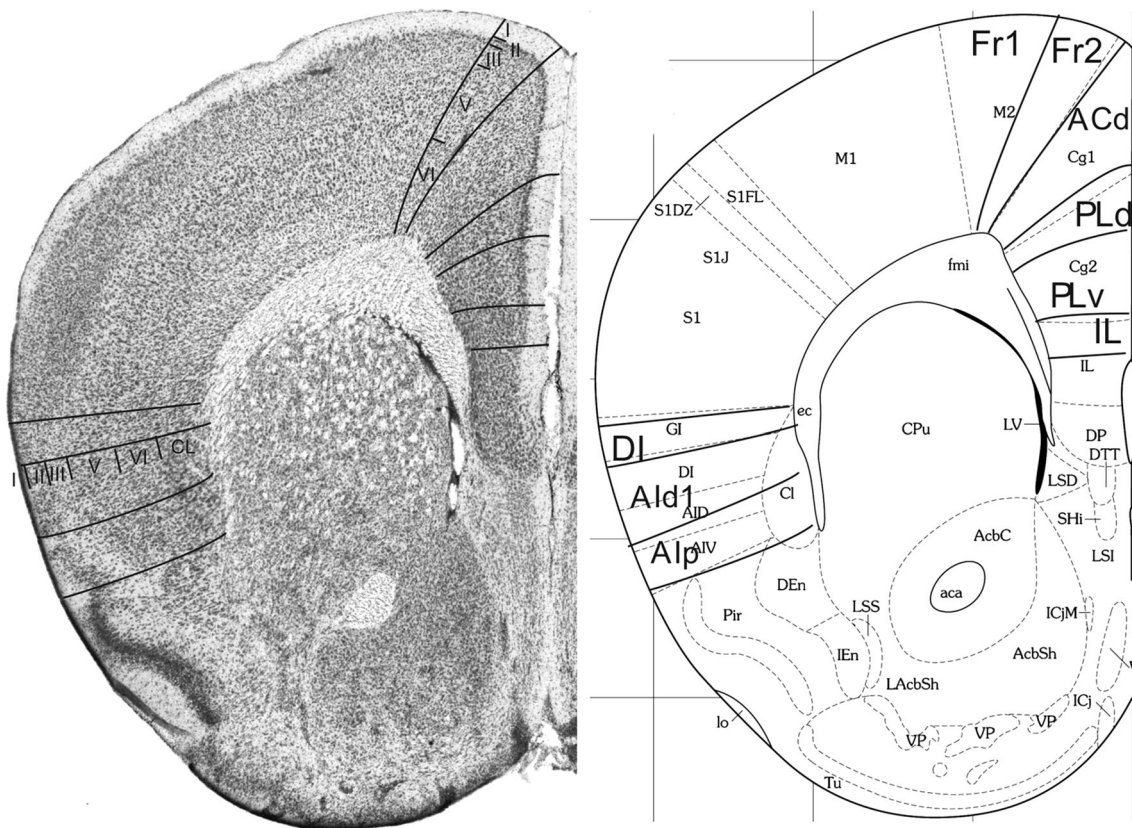 I
II
III
V
VI
I
II
III
V
VI
CL
Fr1
Fr2
M2
ACd
M1
Cg1
S1FL
S1DZ
PLd
S1J
fmi
Cg2
PLv
S1
IL
IL
ec
GI
CPu
LV
DI
DP
DTT
DI
LSD
AId1
Cl
AID
SHi
AcbC
AIp
AIV
LSI
DEn
aca
LSS
Pir
ICjM
IEn
AcbSh
LAcbSh
ICj
lo
VP
VP
VP
Tu